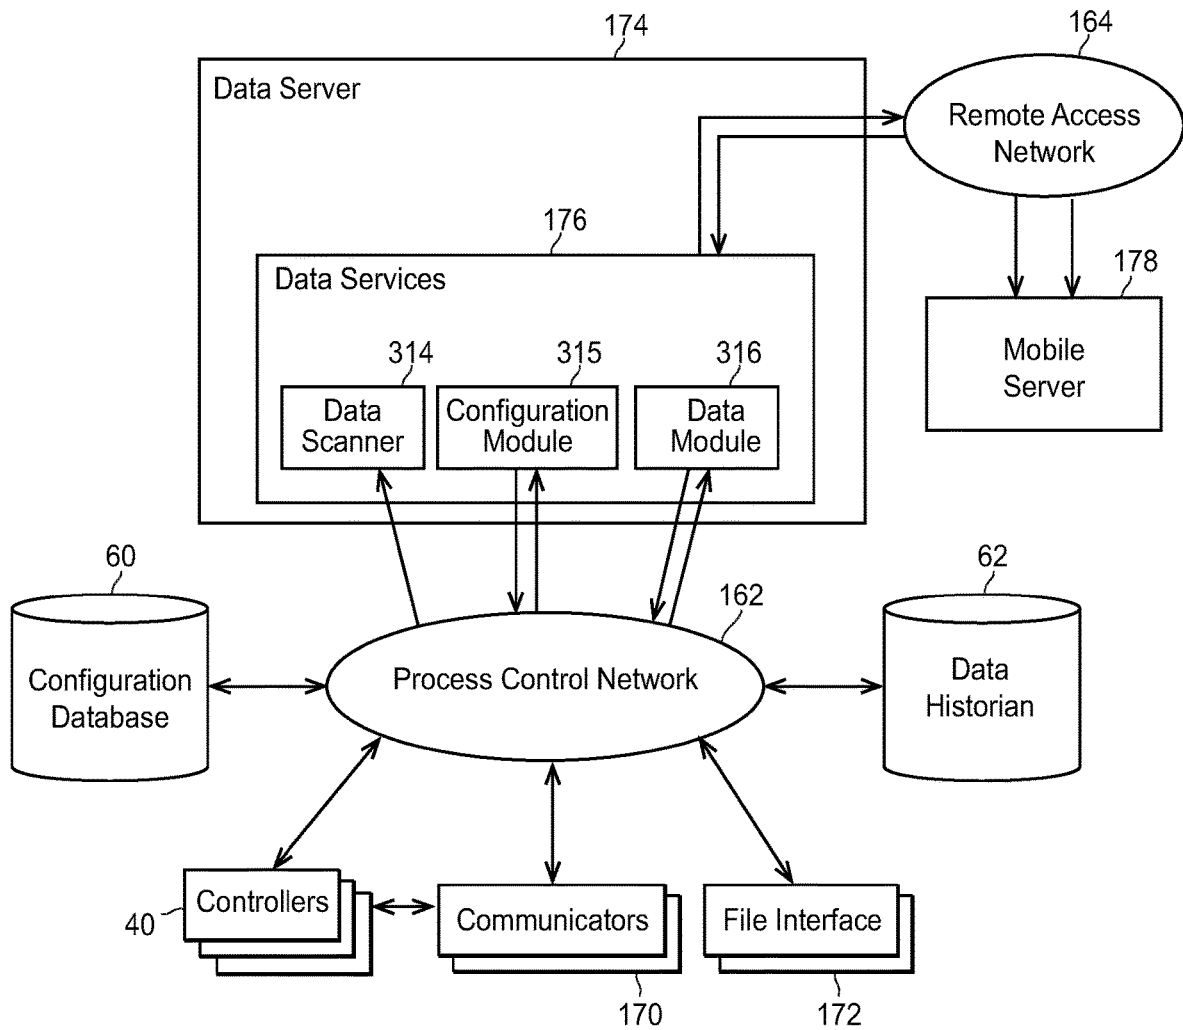 174
164
Data Server
Remote Access
Network
176
Data Services
178
314
315
316
Mobile
Server
Data
Scanner
Configuration
Module
Data
Module
60
62
162
Configuration
Database
Process Control Network
Data
Historian
Controllers
40
Communicators
File Interface
170
172